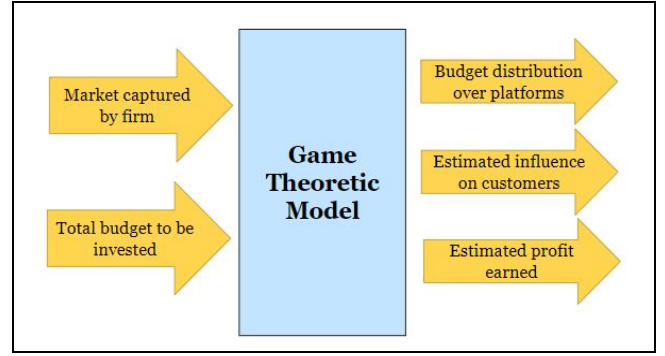 Market captured
by firm
Total budget to be
invested
Game
Theoretic
Model
Budget distribution
over platforms
Estimated influence
on customers
Estimated profit
earned